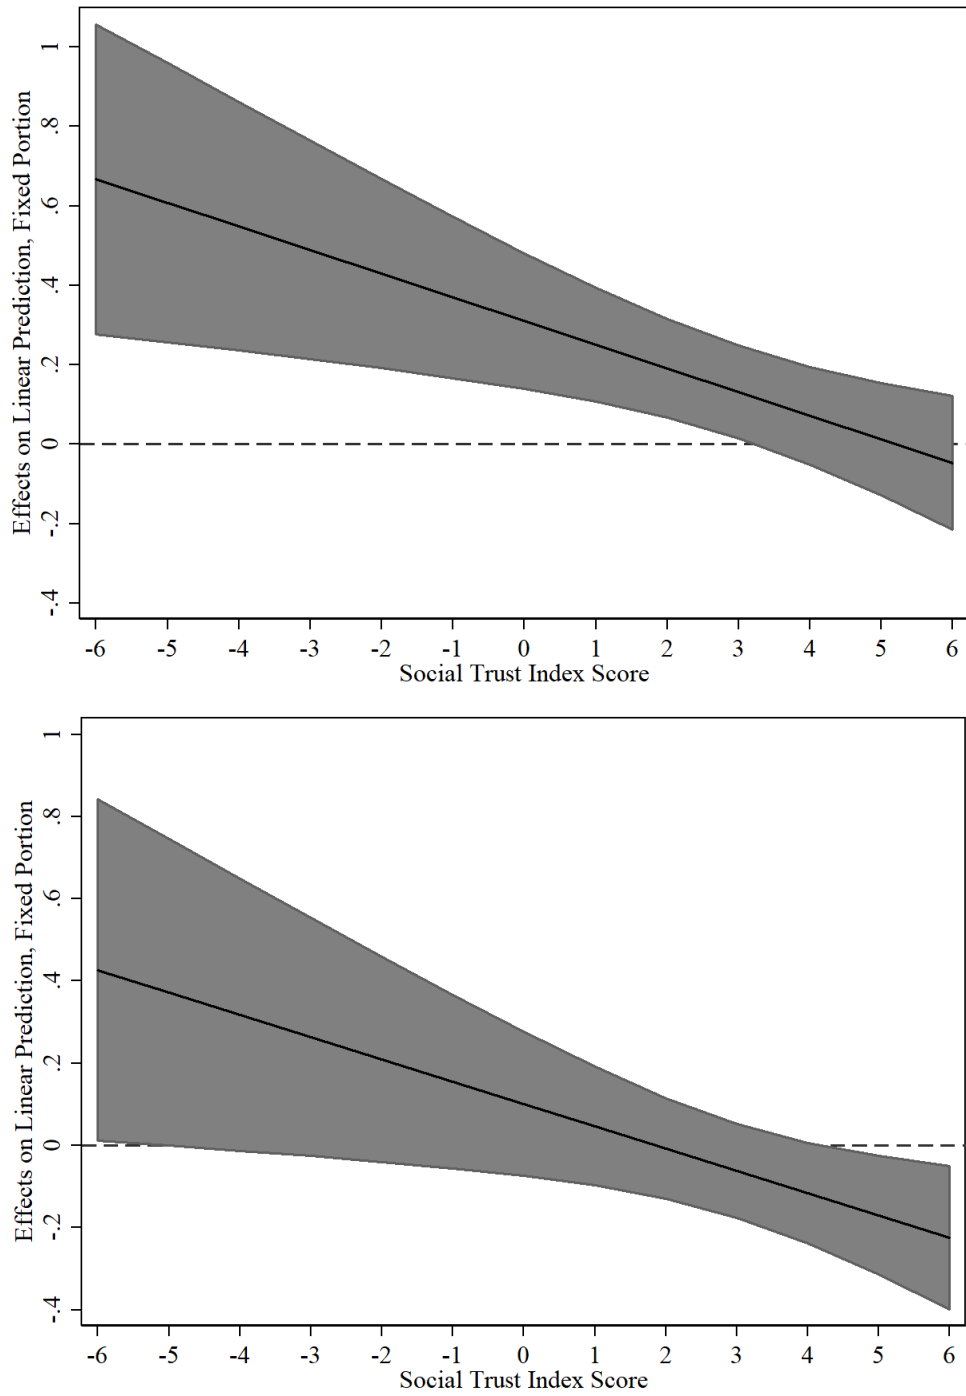 Effects on Linear Prediction, Fixed Portion
1
.8
.6
.4
.2
0
-.2
-.4
-6 -5 -4 -3 -2 -1 0 1 2 3 4 5 6
Social Trust Index Score
Effects on Linear Prediction, Fixed Portion
1
.8
.6
.4
.2
0
-.2
-.4
-6 -5 -4 -3 -2 -1 0 1 2 3 4 5 6
Social Trust Index Score